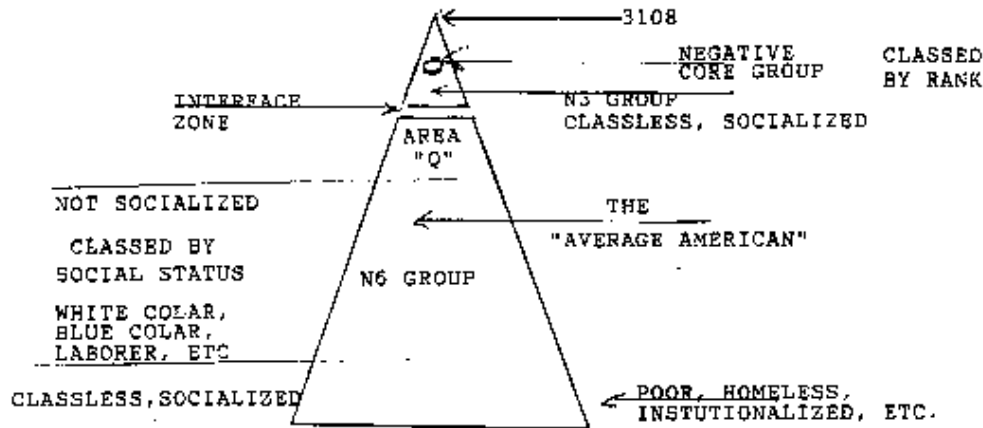 3108
NEGATIVE
CORE GROUP
CLASSED
BY RANK
N3 GROUP
CLASSLESS, SOCIALIZED
INTERFACE
ZONE
AREA
"Q"
NOT SOCIALIZED
CLASSED BY
SOCIAL STATUS
THE
"AVERAGE AMERICAN"
N6 GROUP
WHITE COLAR,
BLUE COLAR,
LABORER, ETC
CLASSLESS,SOCIALIZED
POOR, HOMELESS,
INSTUTIONALIZED, ETC.